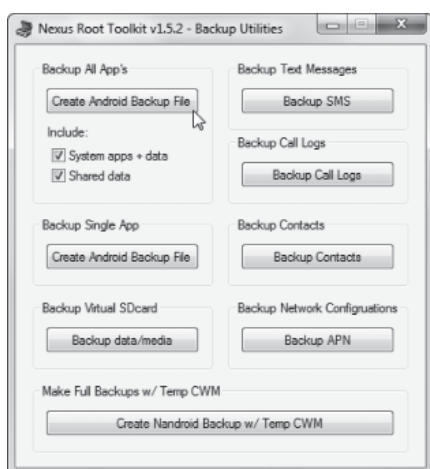 Nexus Root Toolkit v1.5.2 - Backup Utilities
Backup All App's
Create Android Backup File
Include:
System apps + data
Shared data
Backup Text Messages
Backup SMS
Backup Call Logs
Backup Call Logs
Backup Single App
Create Android Backup File
Backup Contacts
Backup Contacts
Backup Virtual SDcard
Backup data/media
Backup Network Configruations
Backup APN
Make Full Backups w/ Temp CWM
Create Nandroid Backup w/ Temp CWM